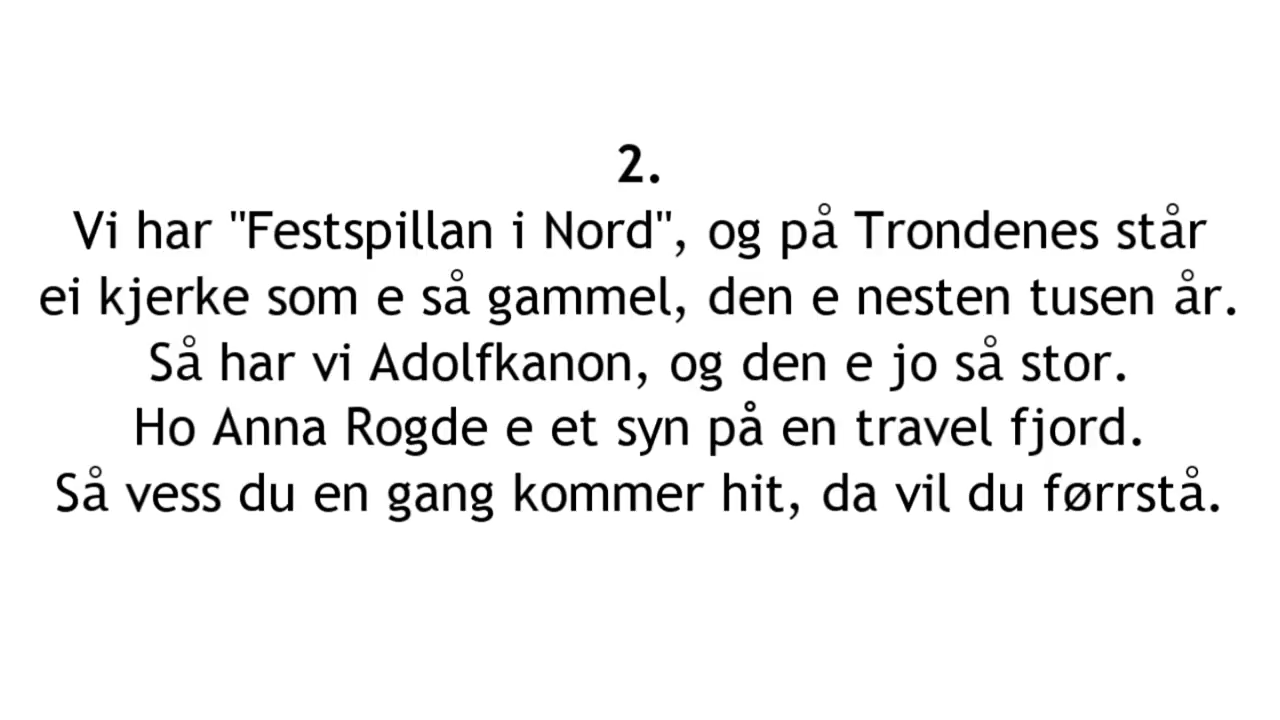 2.
Vi har "Festspillan i Nord", og på Trondenes står
ei kjerke som e så gammel, den e nesten tusen år.
Så har vi Adolfkanon, og den e jo så stor.
Ho Anna Rogde e et syn på en travel fjord.
Så vess du en gang kommer hit, da vil du førrstå.